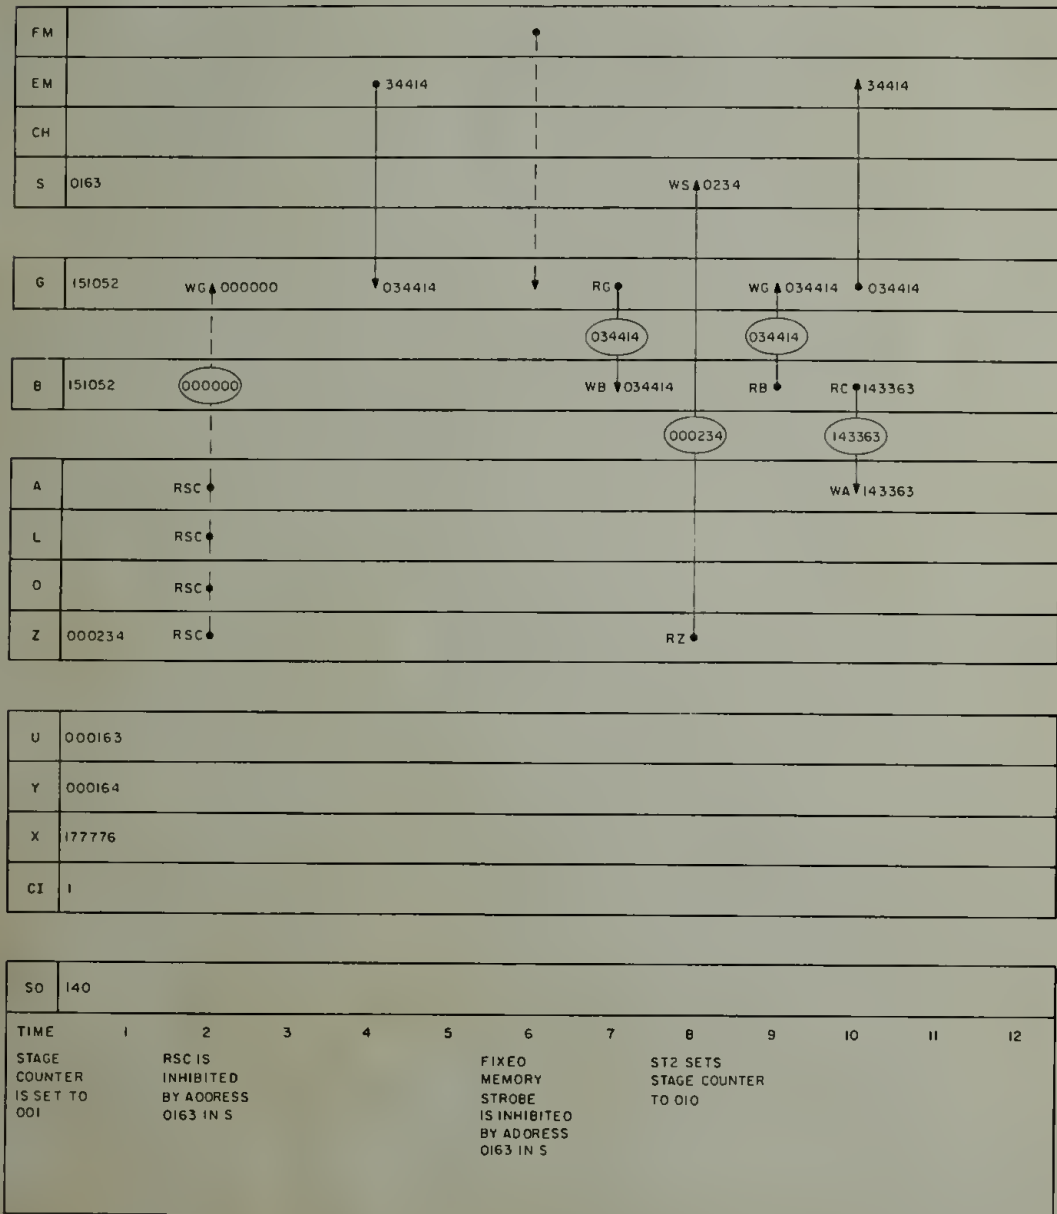 FM
EM 34414 34414
CH
S 0163 WS 0234
G 151052 WG 000000 034414 RG WG 034414 034414
034414 034414
B 151052 000000 WB 034414 RB RC 143363
000234 143363
A RSC WA 143363
L RSC
O RSC
Z 000234 RSC RZ
U 000163
Y 000164
X 177776
CI 1
SO 140
TIME 1 2 3 4 5 6 7 8 9 10 11 12
STAGE
COUNTER
IS SET TO
001
RSC IS
INHIBITED
BY ADDRESS
0163 IN S
FIXED
MEMORY
STROBE
IS INHIBITED
BY ADDRESS
0163 IN S
ST2 SETS
STAGE COUNTER
TO 010